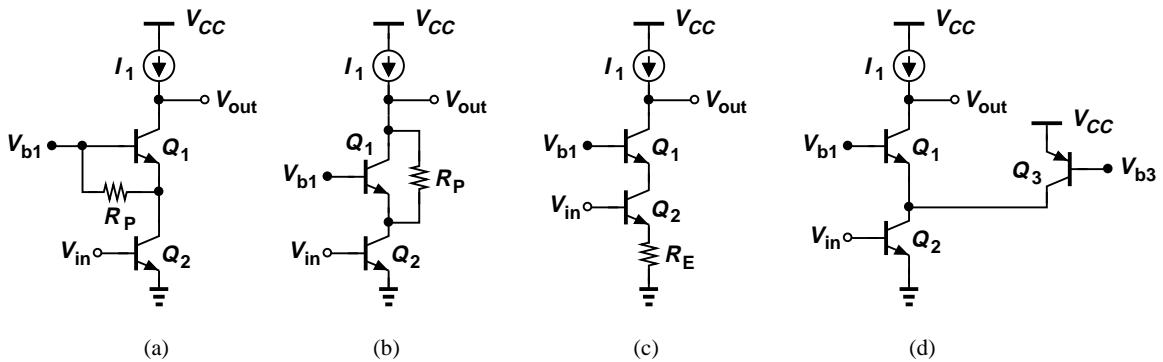 V_CC
I_1
V_out
V_b1
Q_1
R_P
V_in
Q_2
(a)
V_CC
I_1
V_out
Q_1
V_b1
R_P
V_in
Q_2
(b)
V_CC
I_1
V_out
V_b1
Q_1
V_in
Q_2
R_E
(c)
V_CC
I_1
V_out
V_CC
V_b1
Q_1
Q_3
V_b3
V_in
Q_2
(d)